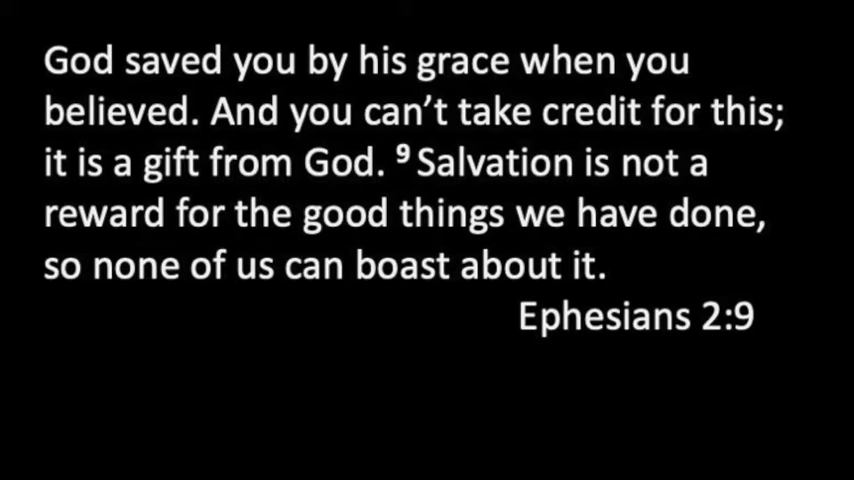 God saved you by his grace when you
believed. And you can’t take credit for this;
it is a gift from God. ⁹ Salvation is not a
reward for the good things we have done,
so none of us can boast about it.
Ephesians 2:9